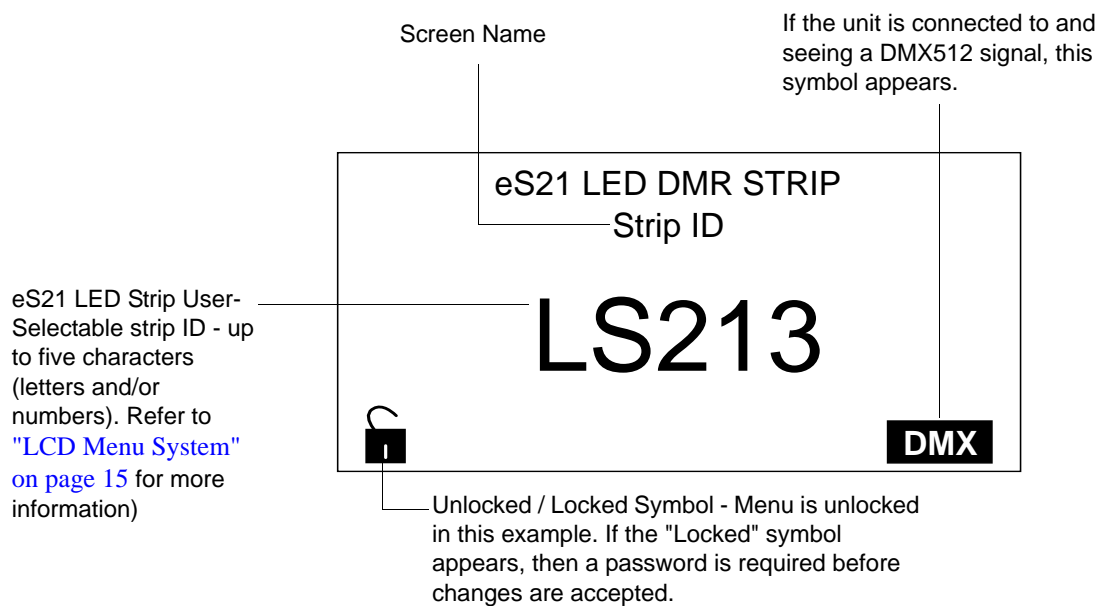 Screen Name
If the unit is connected to and
seeing a DMX512 signal, this
symbol appears.
eS21 LED DMR STRIP
Strip ID
LS213
eS21 LED Strip User-
Selectable strip ID - up
to five characters
(letters and/or
numbers). Refer to
"LCD Menu System"
on page 15 for more
information)
DMX
Unlocked / Locked Symbol - Menu is unlocked
in this example. If the "Locked" symbol
appears, then a password is required before
changes are accepted.